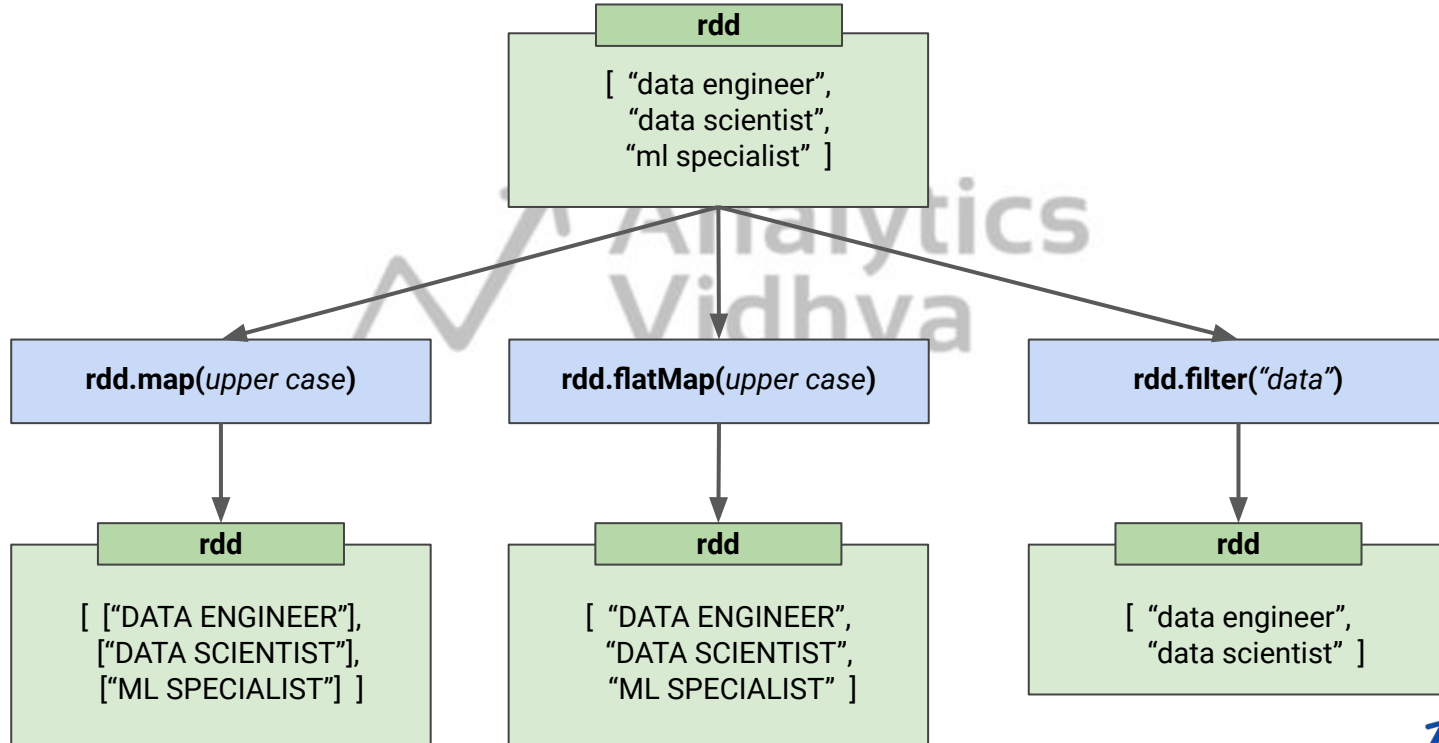 rdd
[ “data engineer”,
“data scientist”,
“ml specialist” ]
Analytics
Vidhya
rdd.map(upper case)
rdd.flatMap(upper case)
rdd.filter(“data”)
rdd
[ [“DATA ENGINEER”],
[“DATA SCIENTIST”],
[“ML SPECIALIST”] ]
rdd
[ “DATA ENGINEER”,
“DATA SCIENTIST”,
“ML SPECIALIST” ]
rdd
[ “data engineer”,
“data scientist” ]